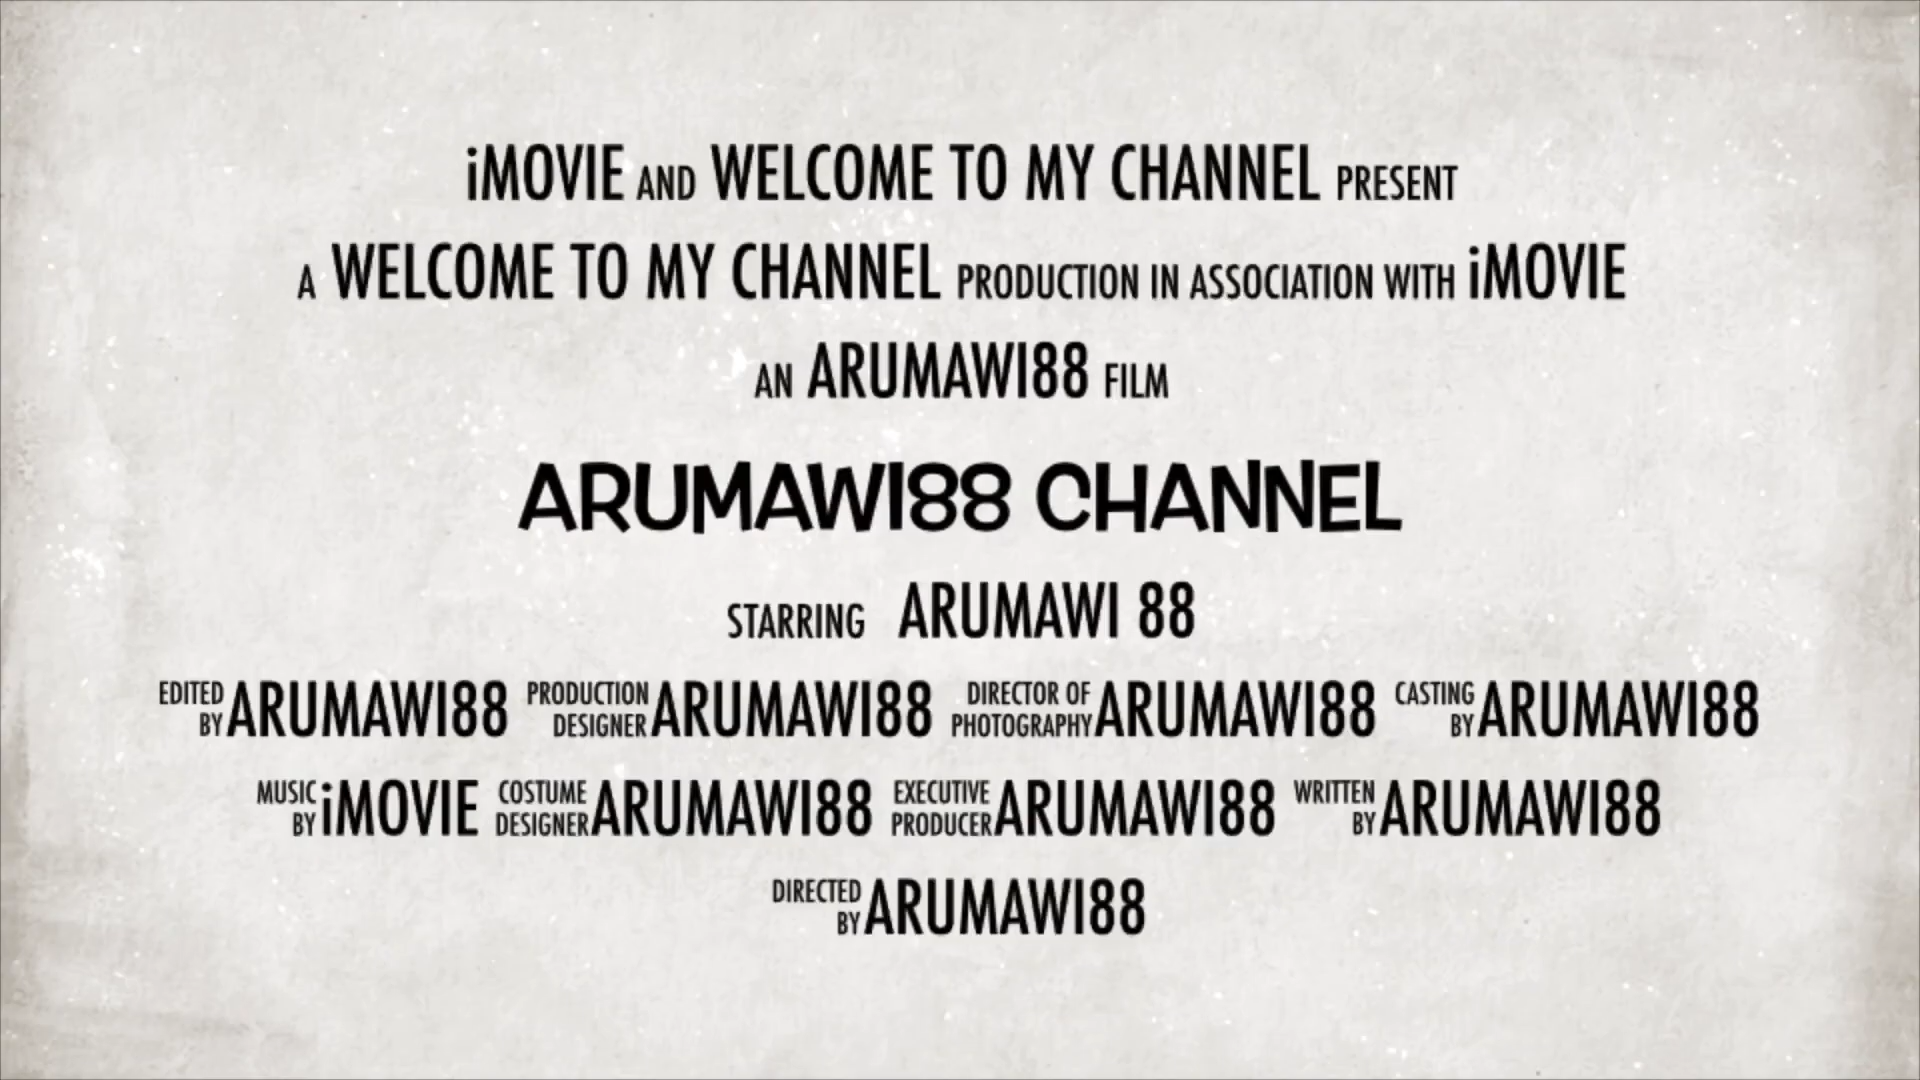 iMOVIE AND WELCOME TO MY CHANNEL PRESENT
A WELCOME TO MY CHANNEL PRODUCTION IN ASSOCIATION WITH iMOVIE
AN ARUMAWI88 FILM
ARUMAWI88 CHANNEL
STARRING ARUMAWI 88
EDITED BY ARUMAWI88 PRODUCTION DESIGNER ARUMAWI88 DIRECTOR OF PHOTOGRAPHY ARUMAWI88 CASTING BY ARUMAWI88
MUSIC BY iMOVIE COSTUME DESIGNER ARUMAWI88 EXECUTIVE PRODUCER ARUMAWI88 WRITTEN BY ARUMAWI88
DIRECTED BY ARUMAWI88